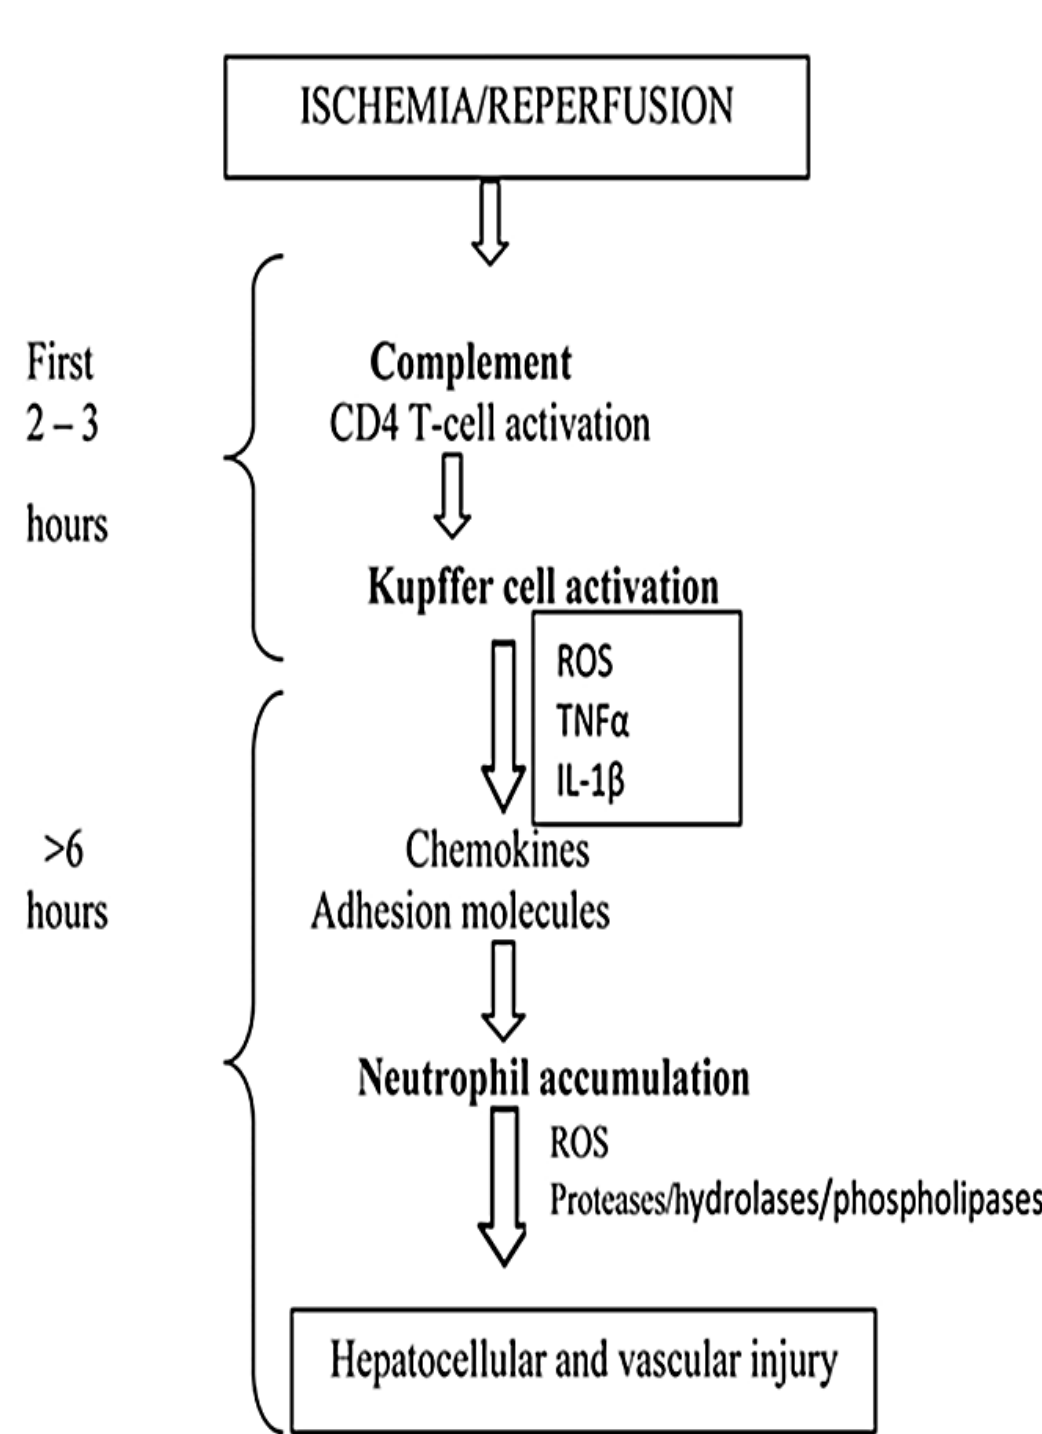 ISCHEMIA/REPERFUSION
First
2 – 3
hours
Complement
CD4 T-cell activation
Kupffer cell activation
ROS
TNFα
IL-1β
>6
hours
Chemokines
Adhesion molecules
Neutrophil accumulation
ROS
Proteases/hydrolases/phospholipases
Hepatocellular and vascular injury